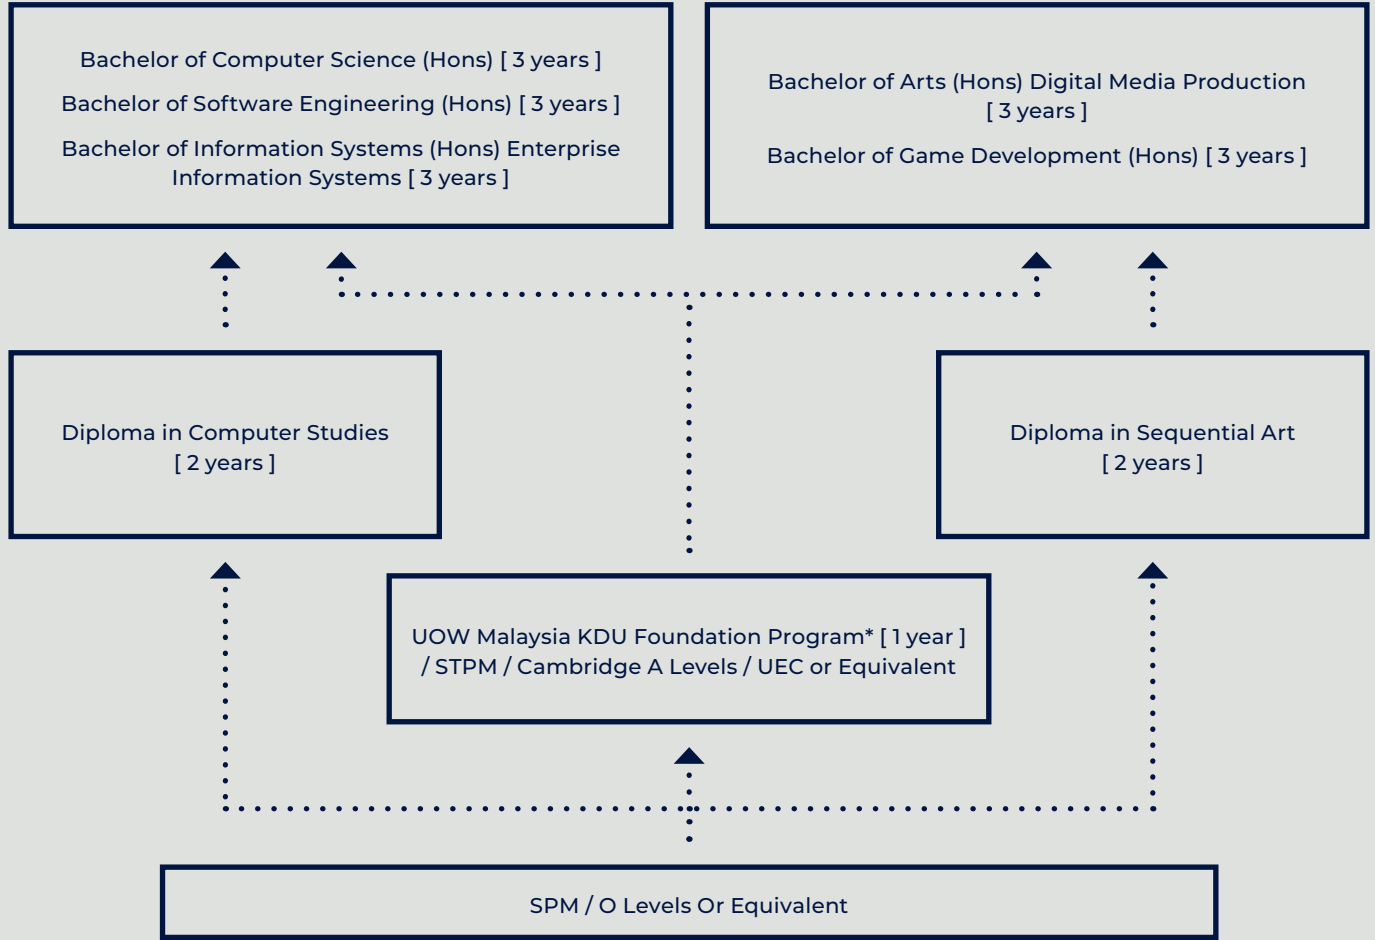 Bachelor of Computer Science (Hons) [ 3 years ]
Bachelor of Software Engineering (Hons) [ 3 years ]
Bachelor of Information Systems (Hons) Enterprise
Information Systems [ 3 years ]
Bachelor of Arts (Hons) Digital Media Production
[ 3 years ]
Bachelor of Game Development (Hons) [ 3 years ]
Diploma in Computer Studies
[ 2 years ]
Diploma in Sequential Art
[ 2 years ]
UOW Malaysia KDU Foundation Program* [ 1 year ]
/ STPM / Cambridge A Levels / UEC or Equivalent
SPM / O Levels Or Equivalent